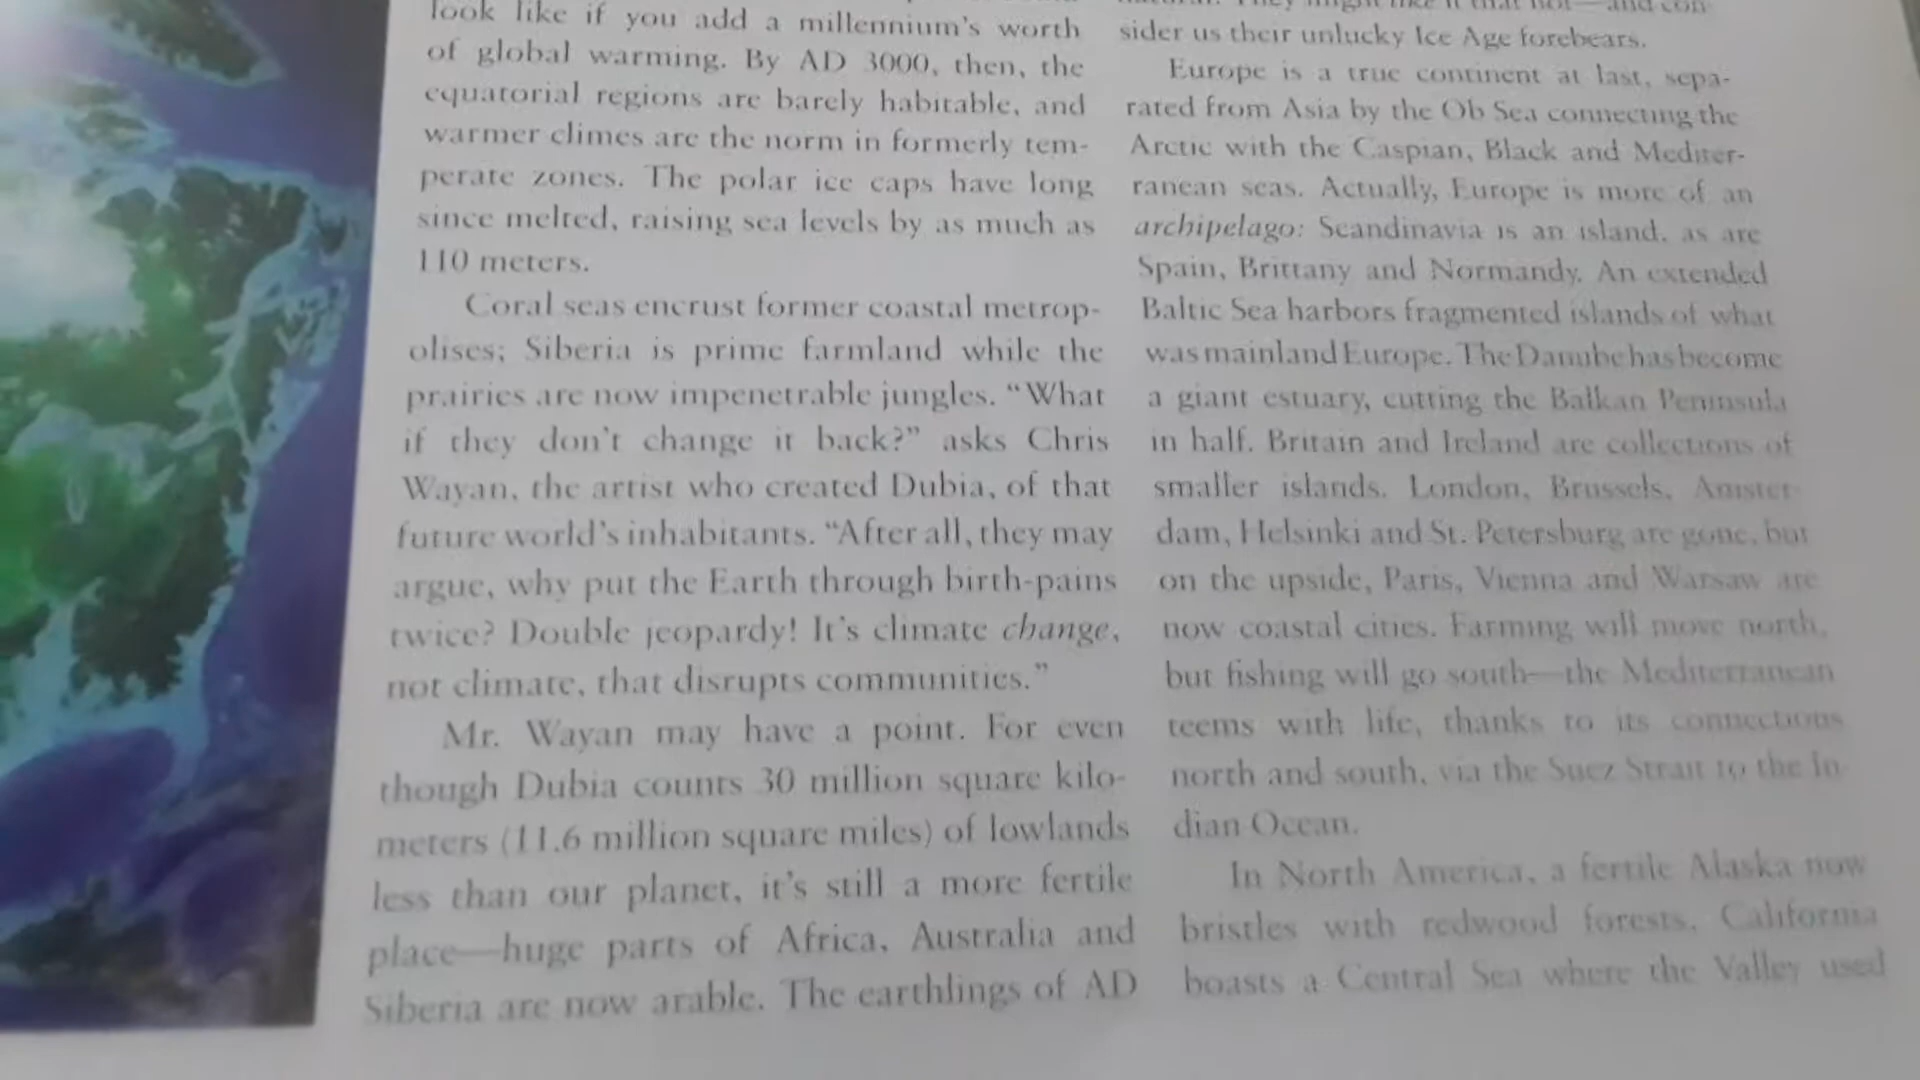 look like if you add a millennium's worth
of global warming. By AD 3000, then, the
equatorial regions are barely habitable, and
warmer climes are the norm in formerly tem-
perate zones. The polar ice caps have long
since melted, raising sea levels by as much as
110 meters.
Coral seas encrust former coastal metrop-
olises; Siberia is prime farmland while the
prairies are now impenetrable jungles. “What
if they don't change it back?” asks Chris
Wayan, the artist who created Dubia, of that
future world's inhabitants. “After all, they may
argue, why put the Earth through birth-pains
twice? Double jeopardy! It's climate change,
not climate, that disrupts communities.”
Mr. Wayan may have a point. For even
though Dubia counts 30 million square kilo-
meters (11.6 million square miles) of lowlands
less than our planet, it's still a more fertile
place—huge parts of Africa, Australia and
Siberia are now arable. The earthlings of AD
natural. They might like it that hot—and con-
sider us their unlucky Ice Age forebears.
Europe is a true continent at last, sepa-
rated from Asia by the Ob Sea connecting the
Arctic with the Caspian, Black and Mediter-
ranean seas. Actually, Europe is more of an
archipelago: Scandinavia is an island, as are
Spain, Brittany and Normandy. An extended
Baltic Sea harbors fragmented islands of what
was mainland Europe. The Danube has become
a giant estuary, cutting the Balkan Peninsula
in half. Britain and Ireland are collections of
smaller islands. London, Brussels, Amster-
dam, Helsinki and St. Petersburg are gone, but
on the upside, Paris, Vienna and Warsaw are
now coastal cities. Farming will move north,
but fishing will go south—the Mediterranean
teems with life, thanks to its connections
north and south, via the Suez Strait to the In-
dian Ocean.
In North America, a fertile Alaska now
bristles with redwood forests, California
boasts a Central Sea where the Valley used